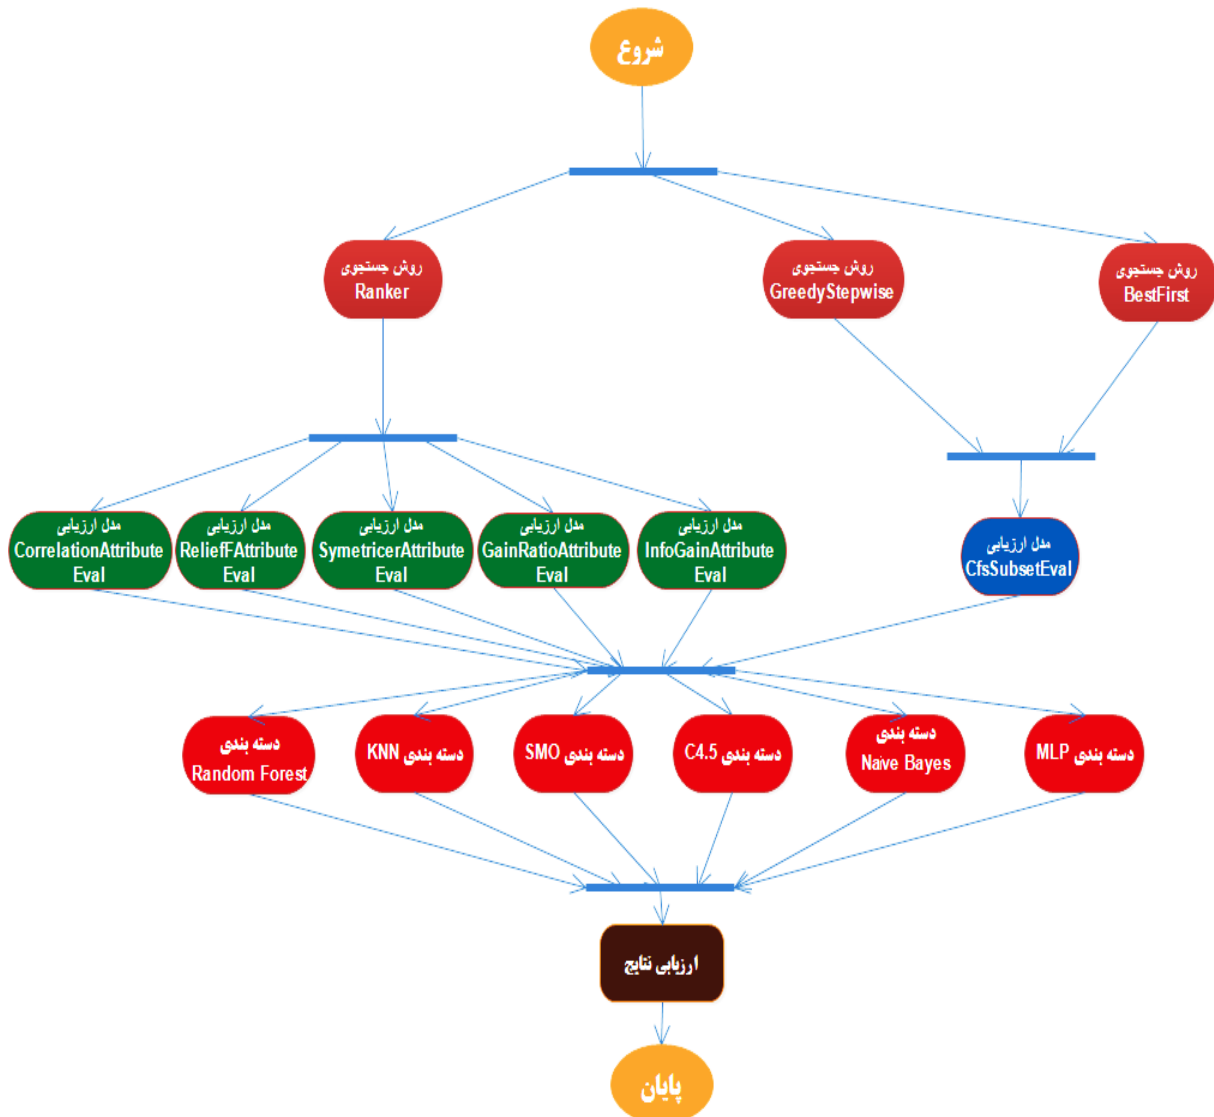 شروع
روش جستجوی
Ranker
روش جستجوی
GreedyStepwise
روش جستجوی
BestFirst
مدل ارزیابی
CorrelationAttribute
Eval
مدل ارزیابی
ReliefFAttribute
Eval
مدل ارزیابی
SymetricerAttribute
Eval
مدل ارزیابی
GainRatioAttribute
Eval
مدل ارزیابی
InfoGainAttribute
Eval
مدل ارزیابی
CfsSubsetEval
دسته بندی
Random Forest
دسته بندی KNN
دسته بندی SMO
دسته بندی C4.5
دسته بندی
Naive Bayes
دسته بندی MLP
ارزیابی نتایج
پایان